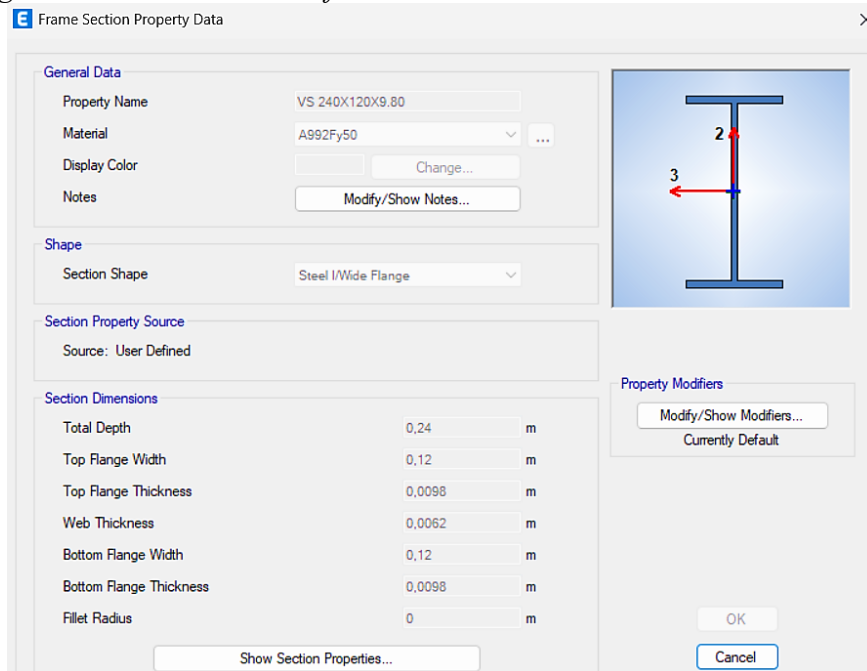 E Frame Section Property Data
General Data
Property Name VS 240X120X9.80
Material A992Fy50 ...
Display Color Change...
Notes Modify/Show Notes...
2
3
Shape
Section Shape Steel I/Wide Flange
Section Property Source
Source: User Defined
Property Modifiers
Modify/Show Modifiers...
Currently Default
Section Dimensions
Total Depth 0,24 m
Top Flange Width 0,12 m
Top Flange Thickness 0,0098 m
Web Thickness 0,0062 m
Bottom Flange Width 0,12 m
Bottom Flange Thickness 0,0098 m
Fillet Radius 0 m
Show Section Properties...
OK
Cancel